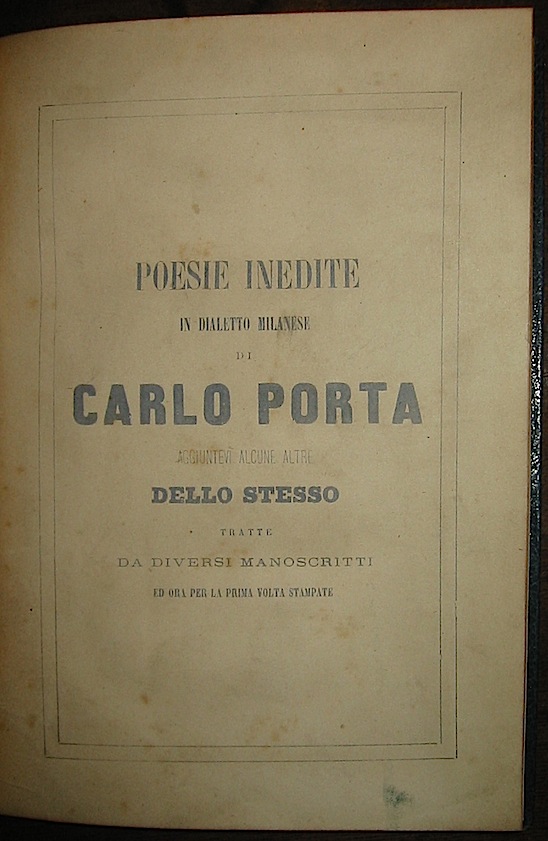 POESIE INEDITE
IN DIALETTO MILANESE
DI
CARLO PORTA
AGGIUNTEVI ALCUNE ALTRE
DELLO STESSO
TRATTE
DA DIVERSI MANOSCRITTI
ED ORA PER LA PRIMA VOLTA STAMPATE